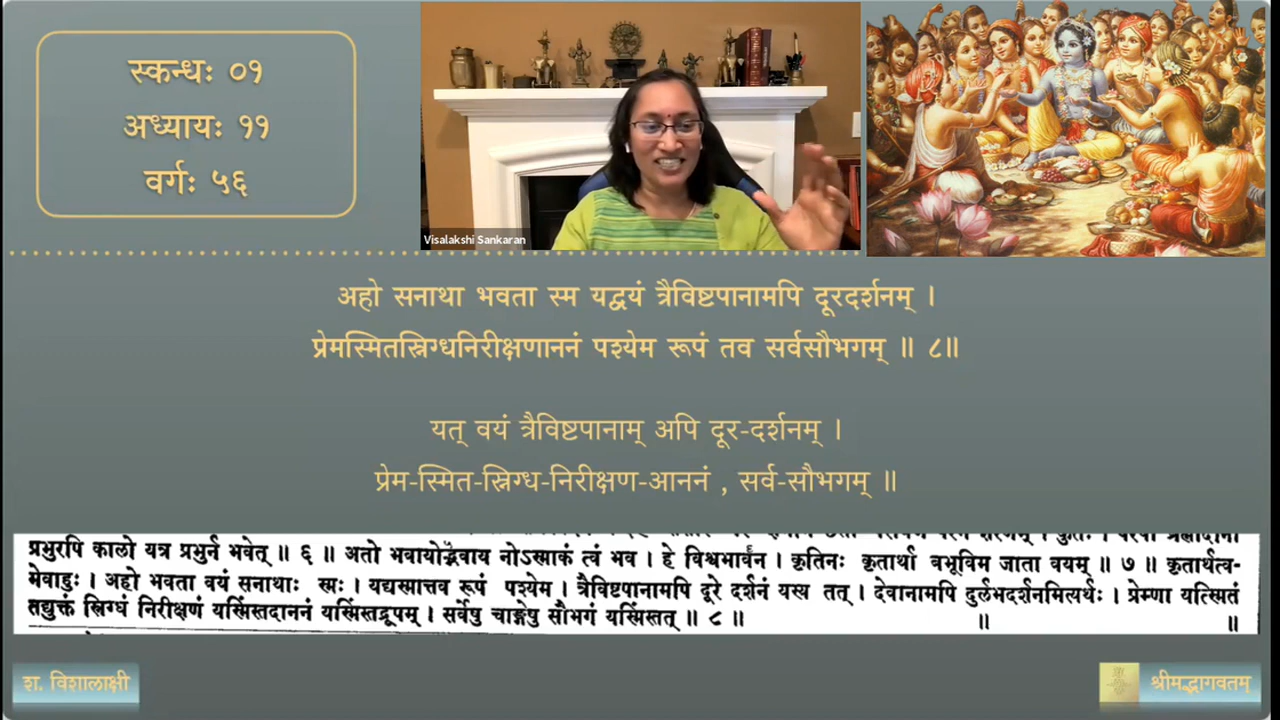 स्कन्धः ०१
अध्यायः ११
वर्गः ५६
Visalakshi Sankaran
अहो सनाथा भवता स्म यद्वयं त्रैविष्टपानामपि दूरदर्शनम् ।
प्रेमस्मितस्निग्धनिरीक्षणाननं पश्येम रूपं तव सर्वसौभगम् ॥ ८॥
यत् वयं त्रैविष्टपानाम् अपि दूर-दर्शनम् ।
प्रेम-स्मित-स्निग्ध-निरीक्षण-आननं , सर्व-सौभगम् ॥
प्रभुरपि कालो यत्र प्रभुर्न भवेत् ॥ ६ ॥ अतो भवायोद्भवाय नोऽस्माकं त्वं भव । हे विश्वभावन । कृतिनः कृतार्था बभूविम जाता वयम् ॥ ७ ॥ कृतार्थत्व-
मेवाहुः । अहो भवता वयं सनाथाः स्मः । यद्यस्मात्तव रूपं पश्येम । त्रैविष्टपानामपि दूरे दर्शनं यस्य तत् । देवानामपि दुर्लभदर्शनमित्यर्थः । प्रेम्णा यत्स्मितं
तद्युक्तं स्निग्धं निरीक्षणं यस्मिंस्तदाननं यस्मिंस्तद्रूपम् । सर्वेषु चाङ्गेषु सौभगं यस्मिंस्तत् ॥ ८ ॥ ॥ ॥
श. विशालाक्षी
श्रीमद्भागवतम्